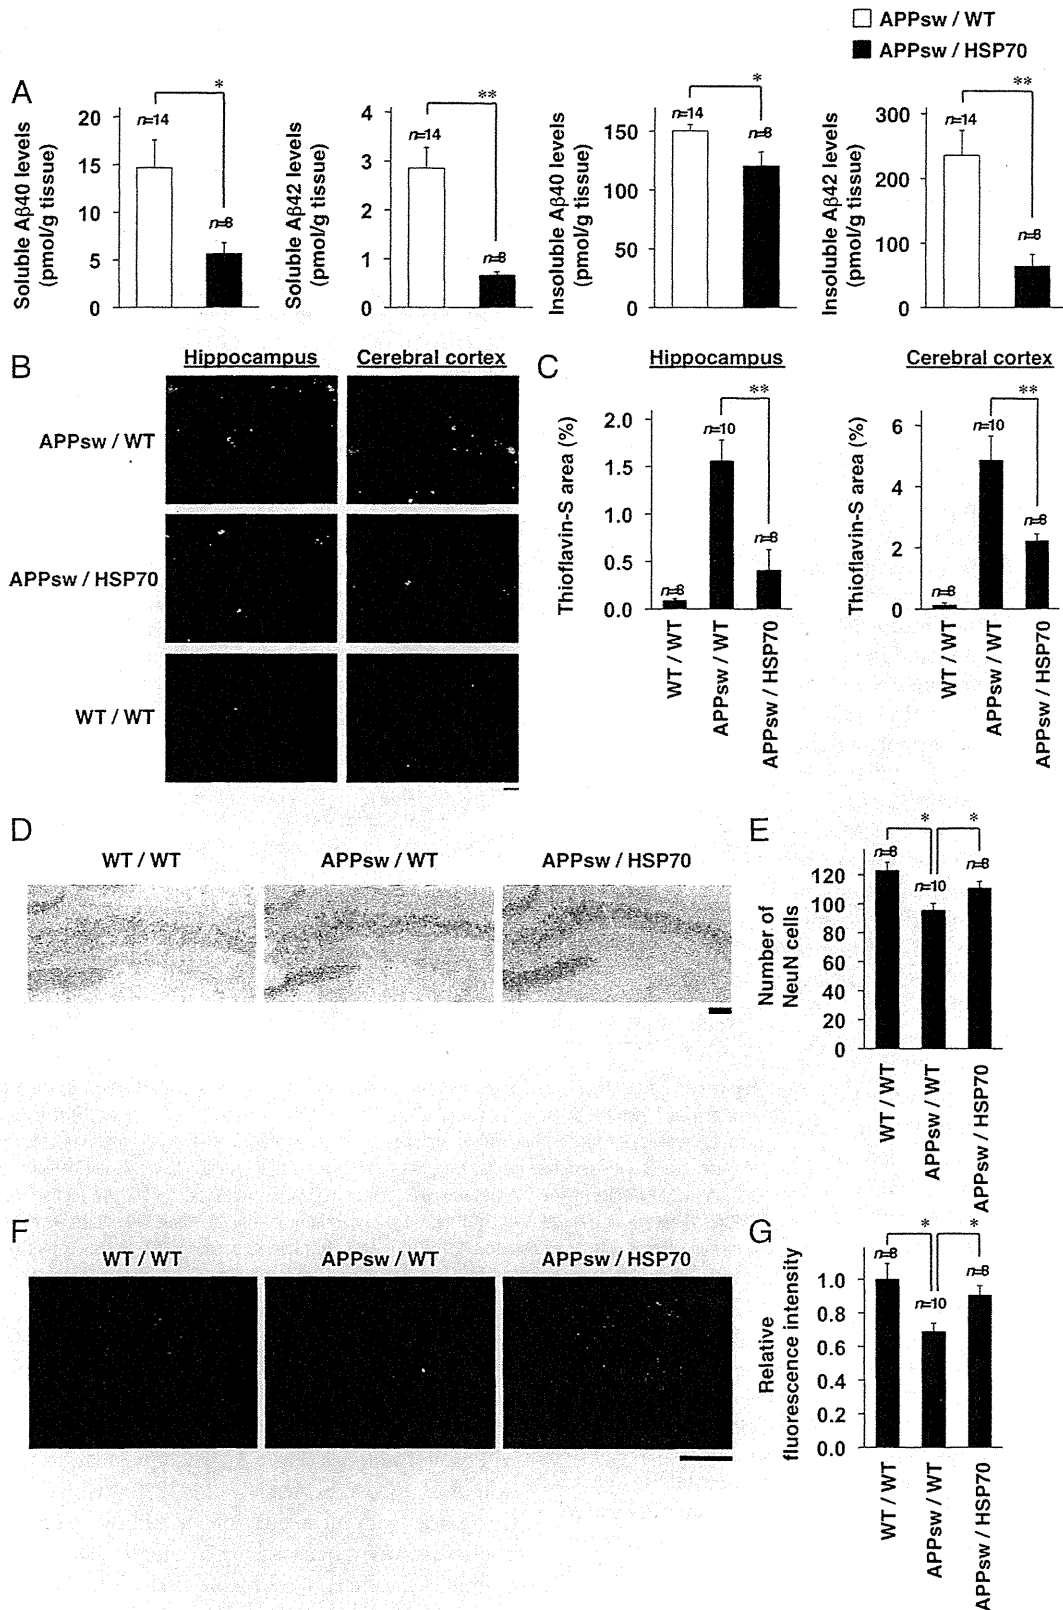 APPsw / WT
APPsw / HSP70
A
Soluble Aβ40 levels
(pmol/g tissue)
20
15
10
5
0
n=14
n=8
*
Soluble Aβ42 levels
(pmol/g tissue)
4
3
2
1
0
n=14
n=8
**
Insoluble Aβ40 levels
(pmol/g tissue)
150
100
50
0
n=14
n=8
*
Insoluble Aβ42 levels
(pmol/g tissue)
300
200
100
0
n=14
n=8
**
B
Hippocampus
Cerebral cortex
APPsw / WT
APPsw / HSP70
WT / WT
C
Hippocampus
Thioflavin-S area (%)
2.0
1.5
1.0
0.5
0.0
n=8
n=10
n=8
**
WT / WT
APPsw / WT
APPsw / HSP70
Cerebral cortex
Thioflavin-S area (%)
6
4
2
0
n=8
n=10
n=8
**
WT / WT
APPsw / WT
APPsw / HSP70
D
WT / WT
APPsw / WT
APPsw / HSP70
E
Number of
NeuN cells
120
100
80
60
40
20
0
n=8
n=10
n=8
*
*
WT / WT
APPsw / WT
APPsw / HSP70
F
WT / WT
APPsw / WT
APPsw / HSP70
G
Relative
fluorescence intensity
1.0
0.8
0.6
0.4
0.2
0.0
n=8
n=10
n=8
*
*
WT / WT
APPsw / WT
APPsw / HSP70